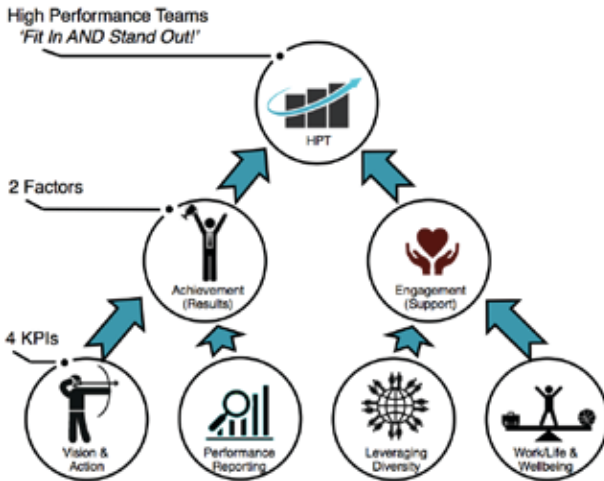 High Performance Teams
'Fit In AND Stand Out!'
HPT
2 Factors
Achievement
(Results)
Engagement
(Support)
4 KPIs
Vision &
Action
Performance
Reporting
Leveraging
Diversity
Work/Life &
Wellbeing